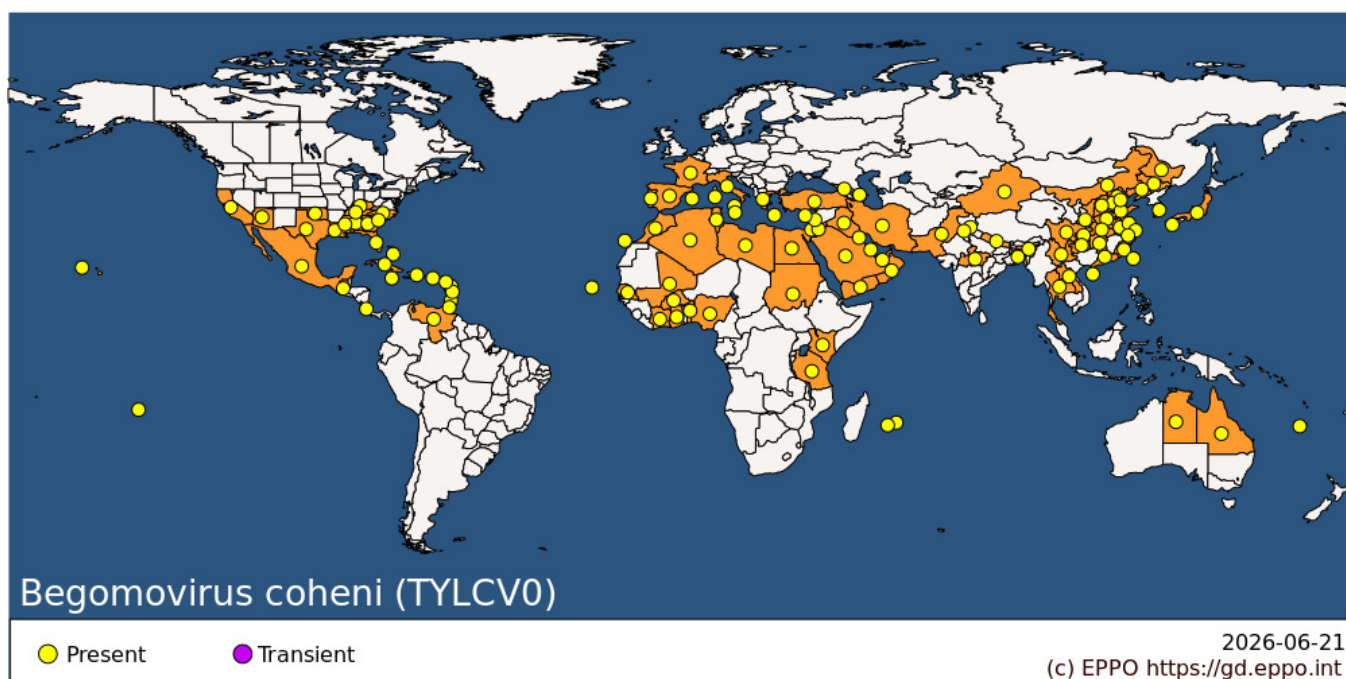 Begomovirus coheni (TYLCV0)
Present
Transient
2026-06-21
(c) EPPO https://gd.eppo.int